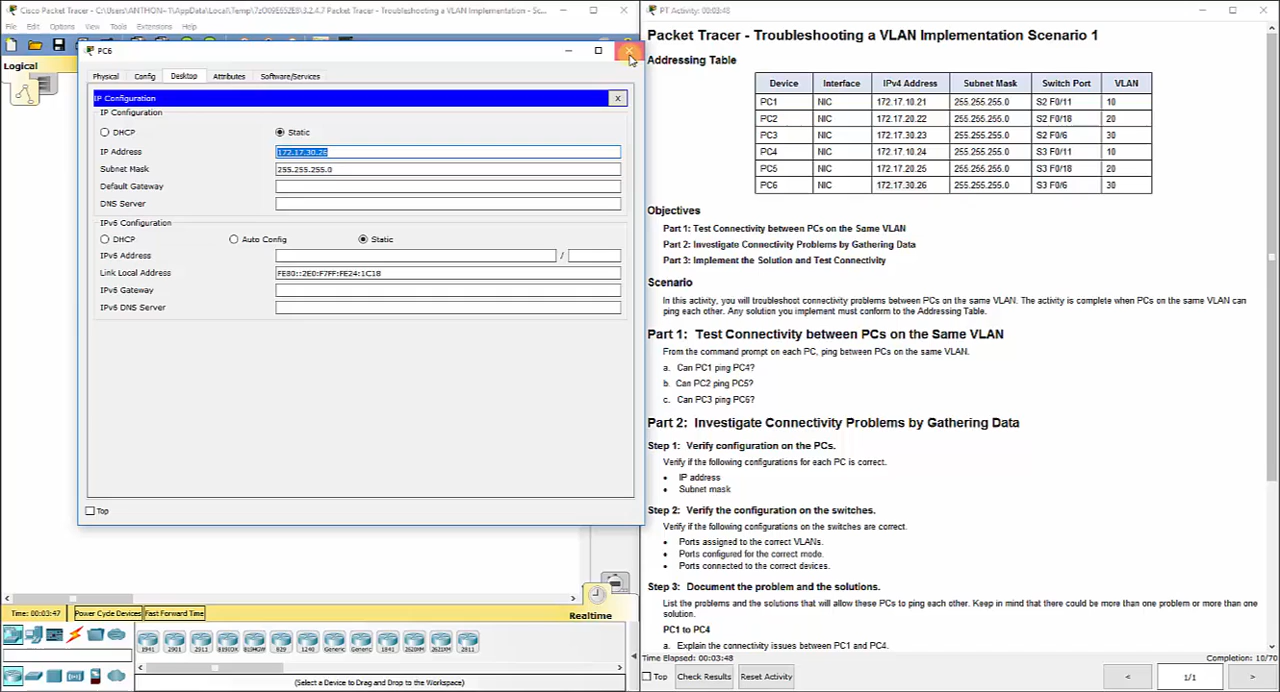 Cisco Packet Tracer - C:\Users\ANTHON~1\AppData\Local\Temp\7zO09E652E8\3.2.4.7 Packet Tracer - Troubleshooting a VLAN Implementation - Sc...
File Edit Options View Tools Extensions Help
Logical
PC6
Physical Config Desktop Attributes Software/Services
IP Configuration
X
IP Configuration
DHCP Static
IP Address 172.17.30.26
Subnet Mask 255.255.255.0
Default Gateway
DNS Server
IPv6 Configuration
DHCP Auto Config Static
IPv6 Address /
Link Local Address FE80::2E0:F7FF:FE24:1C18
IPv6 Gateway
IPv6 DNS Server
Top
Time: 00:03:47 Power Cycle Devices Fast Forward Time Realtime
1941 2901 2911 819IOX 819HGW 829 1240 Generic Generic 1841 2620XM 2621XM 2811
(Select a Device to Drag and Drop to the Workspace)
PT Activity: 00:03:48
Packet Tracer - Troubleshooting a VLAN Implementation Scenario 1
Addressing Table
Device Interface IPv4 Address Subnet Mask Switch Port VLAN
PC1 NIC 172.17.10.21 255.255.255.0 S2 F0/11 10
PC2 NIC 172.17.20.22 255.255.255.0 S2 F0/18 20
PC3 NIC 172.17.30.23 255.255.255.0 S2 F0/6 30
PC4 NIC 172.17.10.24 255.255.255.0 S3 F0/11 10
PC5 NIC 172.17.20.25 255.255.255.0 S3 F0/18 20
PC6 NIC 172.17.30.26 255.255.255.0 S3 F0/6 30
Objectives
Part 1: Test Connectivity between PCs on the Same VLAN
Part 2: Investigate Connectivity Problems by Gathering Data
Part 3: Implement the Solution and Test Connectivity
Scenario
In this activity, you will troubleshoot connectivity problems between PCs on the same VLAN. The activity is complete when PCs on the same VLAN can
ping each other. Any solution you implement must conform to the Addressing Table.
Part 1: Test Connectivity between PCs on the Same VLAN
From the command prompt on each PC, ping between PCs on the same VLAN.
a. Can PC1 ping PC4?
b. Can PC2 ping PC5?
c. Can PC3 ping PC6?
Part 2: Investigate Connectivity Problems by Gathering Data
Step 1: Verify configuration on the PCs.
Verify if the following configurations for each PC is correct.
• IP address
• Subnet mask
Step 2: Verify the configuration on the switches.
Verify if the following configurations on the switches are correct.
• Ports assigned to the correct VLANs.
• Ports configured for the correct mode.
• Ports connected to the correct devices.
Step 3: Document the problem and the solutions.
List the problems and the solutions that will allow these PCs to ping each other. Keep in mind that there could be more than one problem or more than one
solution.
PC1 to PC4
a. Explain the connectivity issues between PC1 and PC4.
Time Elapsed: 00:03:48 Completion: 10/70
Top Check Results Reset Activity < 1/1 >